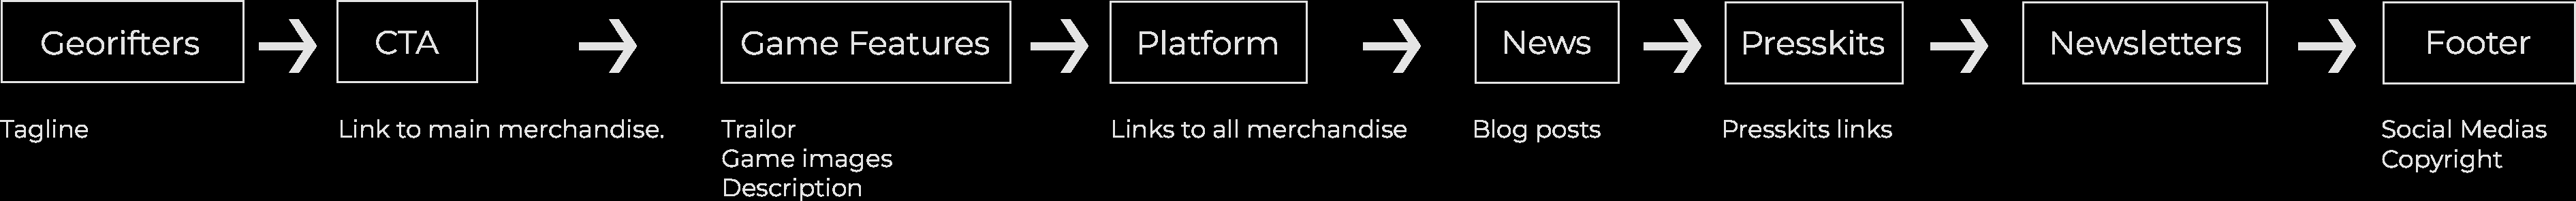 Georifters
CTA
Game Features
Platform
News
Presskits
Newsletters
Footer
Tagline
Link to main merchandise.
Trailor
Game images
Description
Links to all merchandise
Blog posts
Presskits links
Social Medias
Copyright